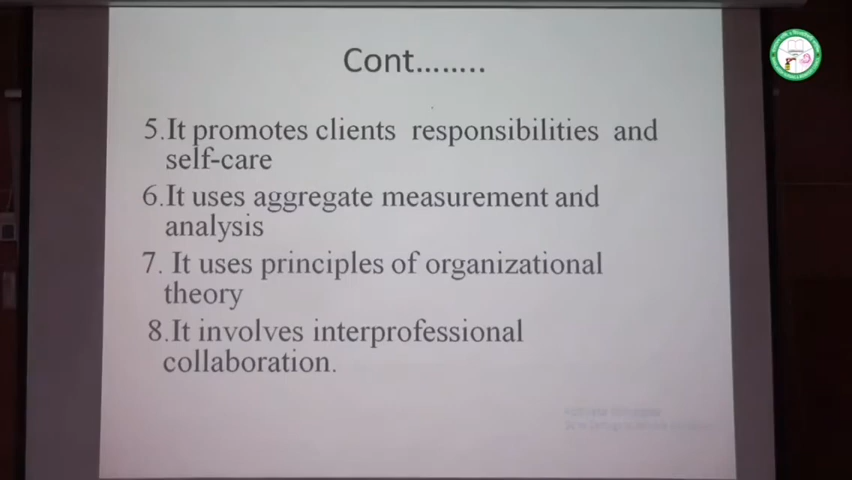 Cont........
5.It promotes clients responsibilities and
self-care
6.It uses aggregate measurement and
analysis
7. It uses principles of organizational
theory
8.It involves interprofessional
collaboration.